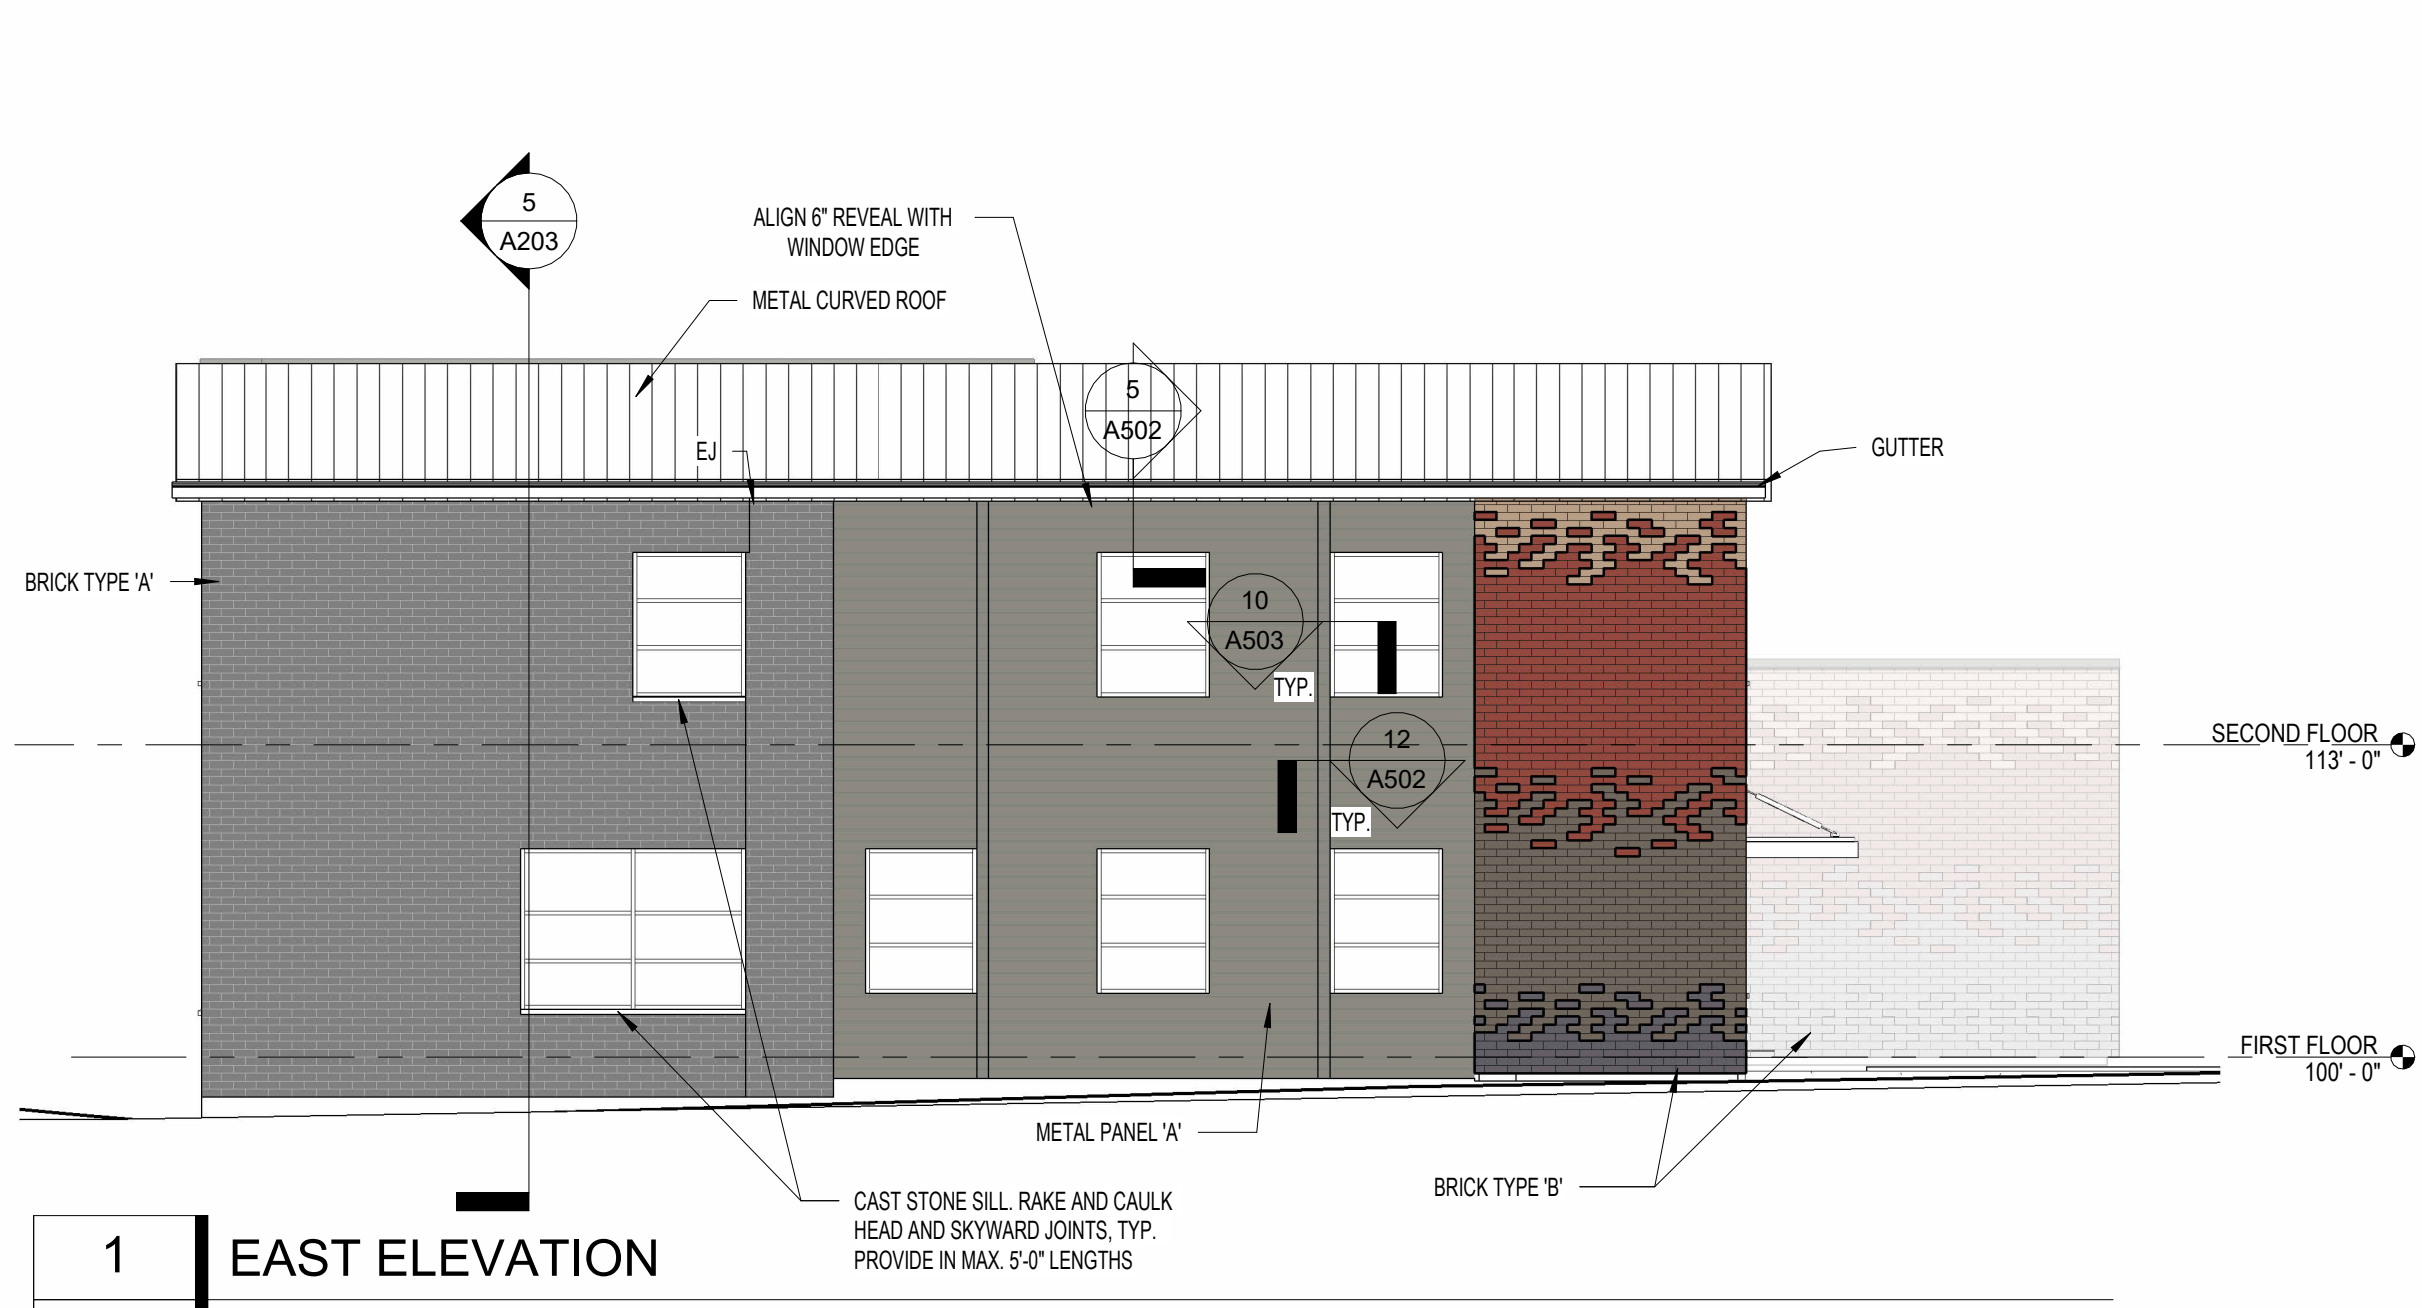 5
A203
ALIGN 6" REVEAL WITH
WINDOW EDGE
METAL CURVED ROOF
5
A502
EJ
GUTTER
BRICK TYPE 'A'
10
A503
TYP.
12
A502
TYP.
SECOND FLOOR
113' - 0"
FIRST FLOOR
100' - 0"
METAL PANEL 'A'
BRICK TYPE 'B'
CAST STONE SILL. RAKE AND CAULK
HEAD AND SKYWARD JOINTS, TYP.
PROVIDE IN MAX. 5'-0" LENGTHS
1
EAST ELEVATION